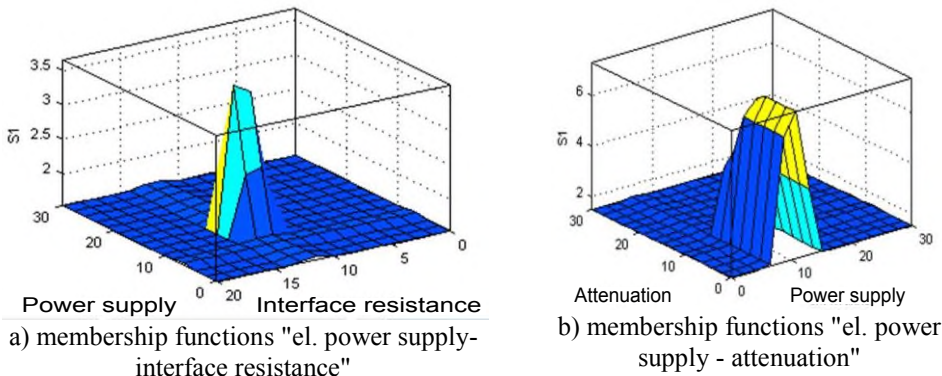 3.5
3
2.5
2
S1
30
20
10
0
20
15
10
5
0
Power supply
Interface resistance
a) membership functions "el. power supply-
interface resistance"
6
4
2
S1
30
20
10
0
0
10
20
30
Attenuation
Power supply
b) membership functions "el. power
supply - attenuation"